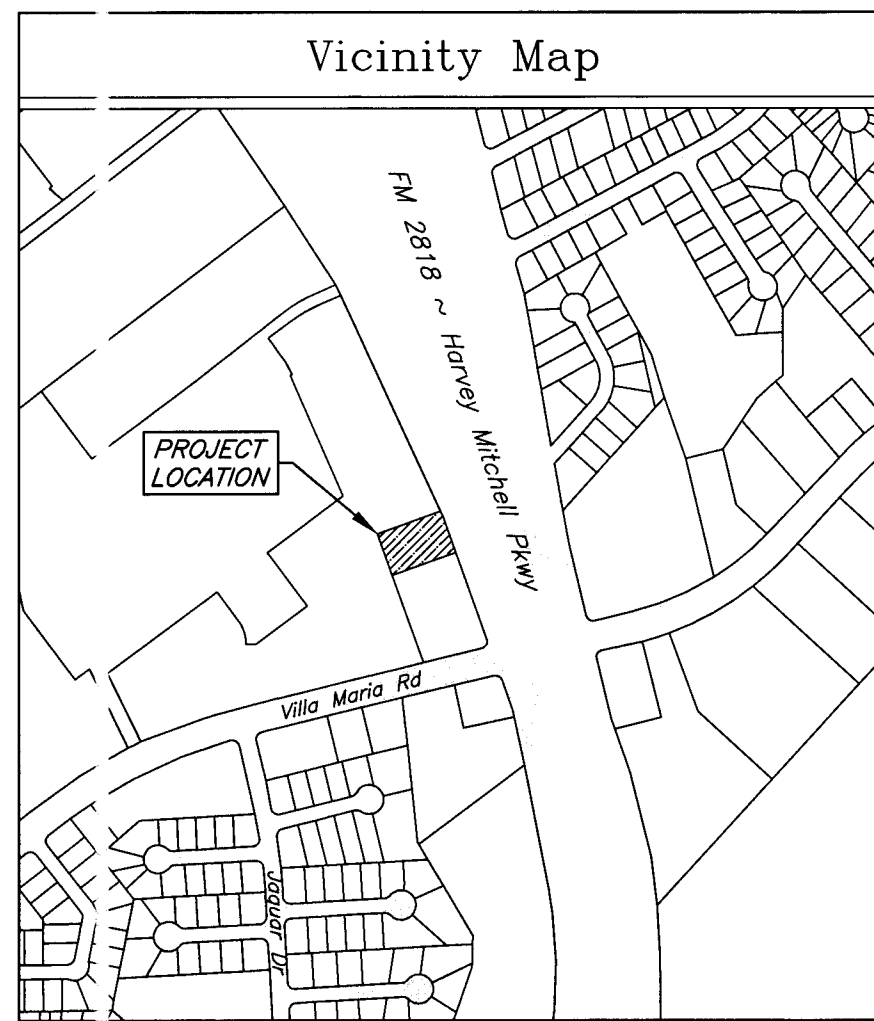 Vicinity Map
FM 2818 ~ Harvey Mitchell Pkwy
PROJECT
LOCATION
Villa Maria Rd
Jaguar Dr